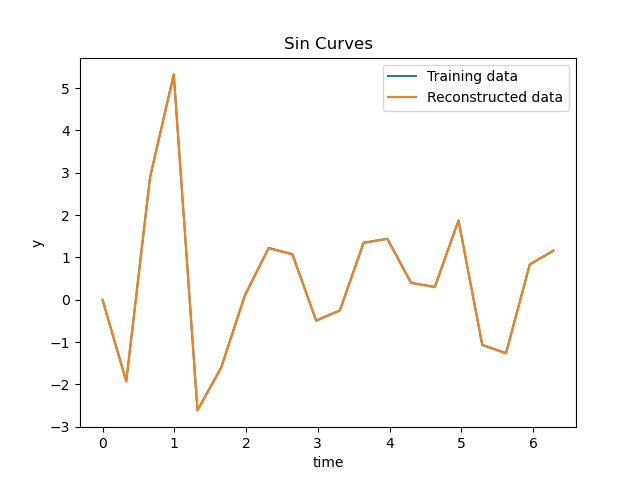 Sin Curves
Training data
Reconstructed data
5
4
3
2
1
0
−1
−2
−3
y
0 1 2 3 4 5 6
time